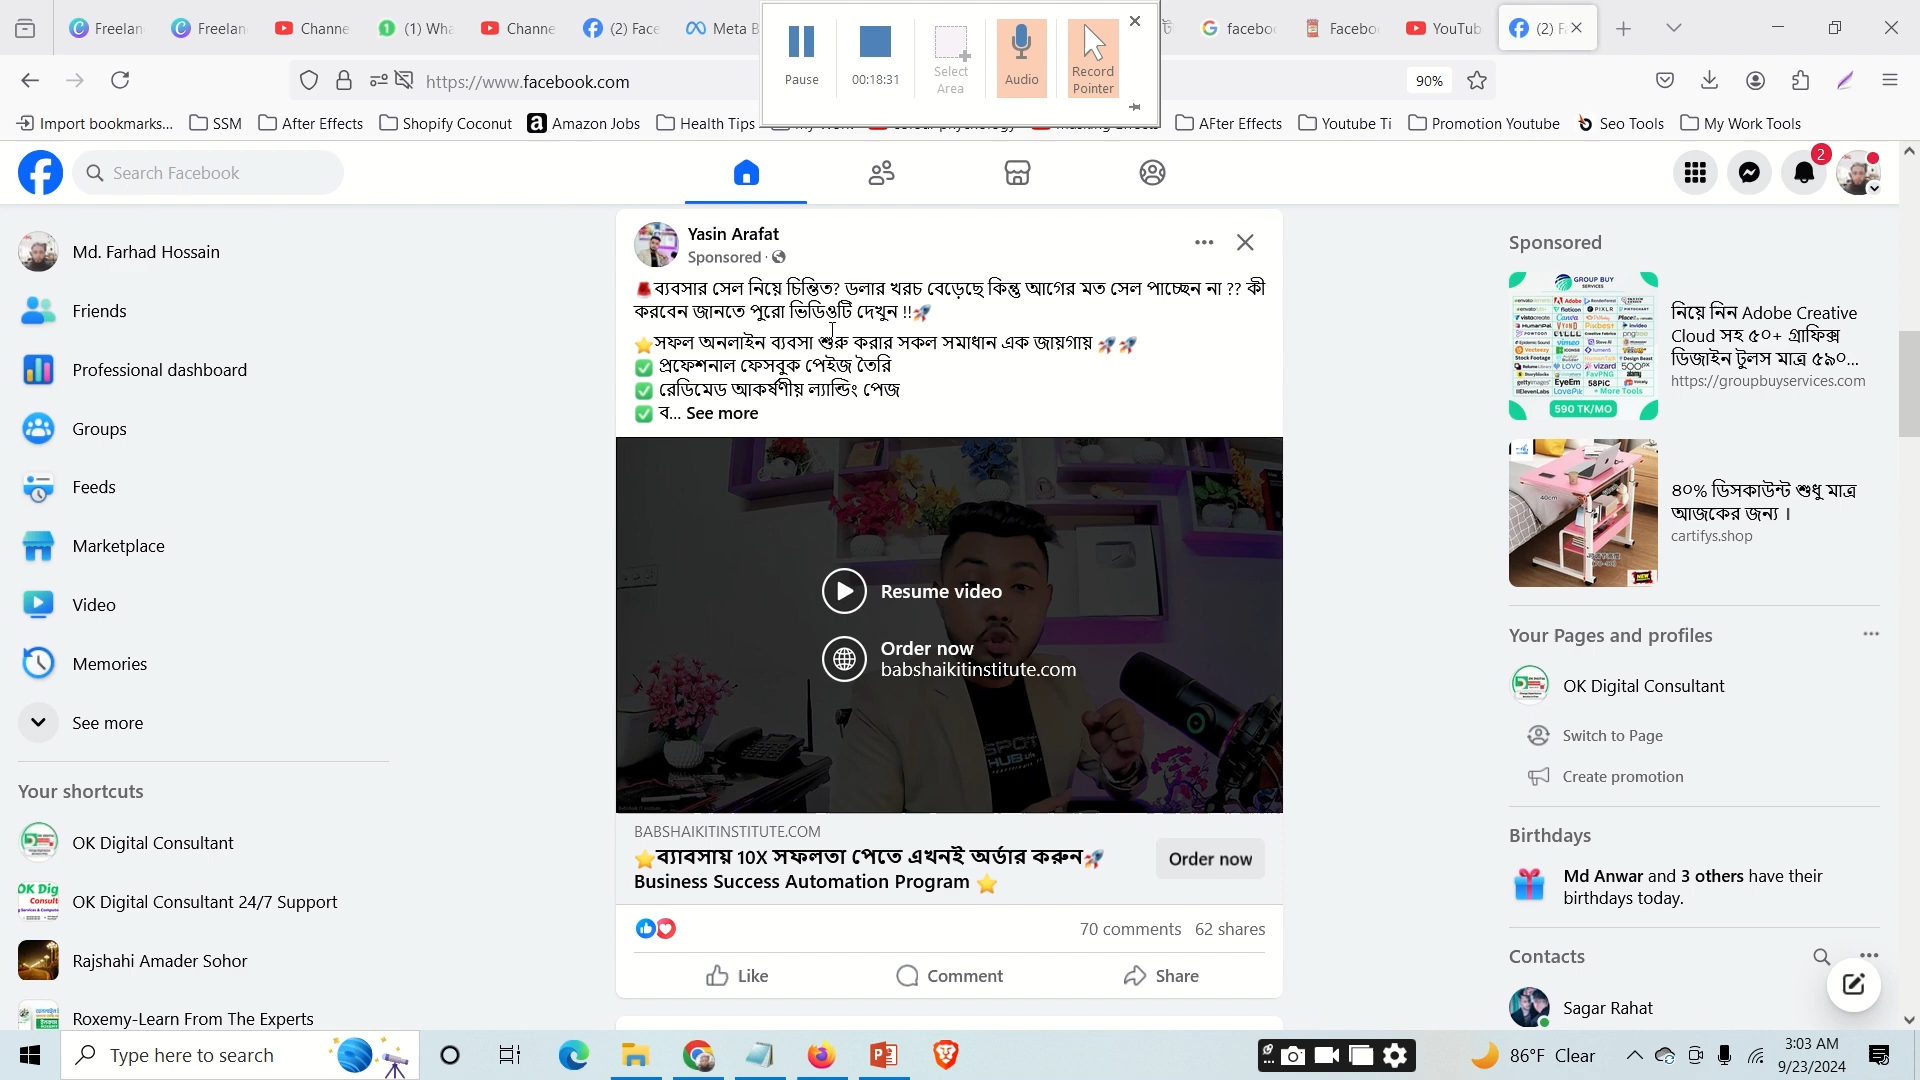 Freelan
Freelan
Channe
(1) Wha
Channe
(2) Face
Meta B
facebo
Facebo
YouTub
(2) F
Pause
00:18:31
Select
Area
Audio
Record
Pointer
https://www.facebook.com
90%
Import bookmarks...
SSM
After Effects
Shopify Coconut
Amazon Jobs
Health Tips
AFter Effects
Youtube Ti
Promotion Youtube
Seo Tools
My Work Tools
Search Facebook
2
Md. Farhad Hossain
Friends
Professional dashboard
Groups
Feeds
Marketplace
Video
Memories
See more
Your shortcuts
OK Digital Consultant
OK Digital Consultant 24/7 Support
Rajshahi Amader Sohor
Roxemy-Learn From The Experts
Yasin Arafat
Sponsored ·
ব্যবসার সেল নিয়ে চিন্তিত? ডলার খরচ বেড়েছে কিন্তু আগের মত সেল পাচ্ছেন না ?? কী
করবেন জানতে পুরো ভিডিওটি দেখুন !!🚀
⭐সফল অনলাইন ব্যবসা শুরু করার সকল সমাধান এক জায়গায় 🚀🚀
✅ প্রফেশনাল ফেসবুক পেইজ তৈরি
✅ রেডিমেড আকর্ষণীয় ল্যান্ডিং পেজ
✅ ব... See more
Resume video
Order now
babshaikitinstitute.com
BABSHAIKITINSTITUTE.COM
⭐ব্যাবসায় 10X সফলতা পেতে এখনই অর্ডার করুন🚀
Business Success Automation Program ⭐
Order now
70 comments 62 shares
Like
Comment
Share
Sponsored
GROUP BUY
SERVICES
590 TK/MO
নিয়ে নিন Adobe Creative
Cloud সহ ৫০+ গ্রাফিক্স
ডিজাইন টুলস মাত্র ৫৯০...
https://groupbuyservices.com
৪০% ডিসকাউন্ট শুধু মাত্র
আজকের জন্য ।
cartifys.shop
Your Pages and profiles
OK Digital Consultant
Switch to Page
Create promotion
Birthdays
Md Anwar and 3 others have their
birthdays today.
Contacts
Sagar Rahat
Type here to search
86°F Clear
3:03 AM
9/23/2024